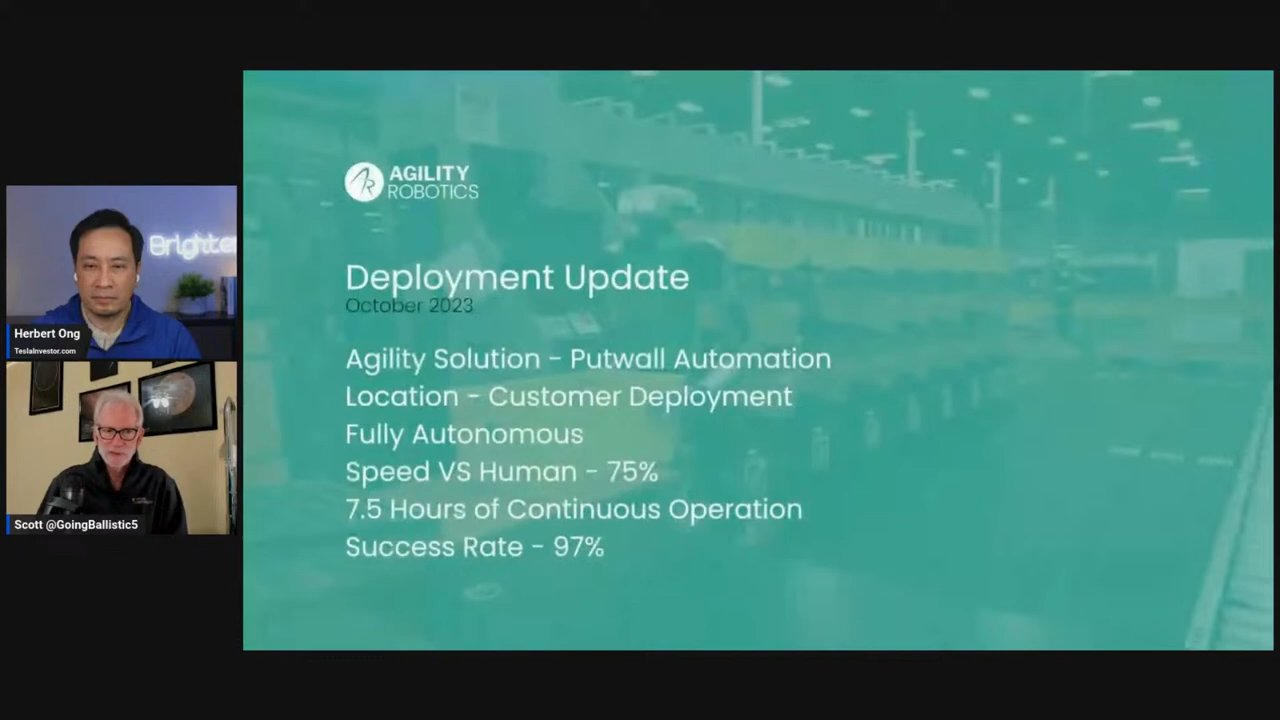 Brighte
Herbert Ong
TeslaInvestor.com
Scott @GoingBallistic5
AGILITY
ROBOTICS
Deployment Update
October 2023
Agility Solution - Putwall Automation
Location - Customer Deployment
Fully Autonomous
Speed VS Human - 75%
7.5 Hours of Continuous Operation
Success Rate - 97%